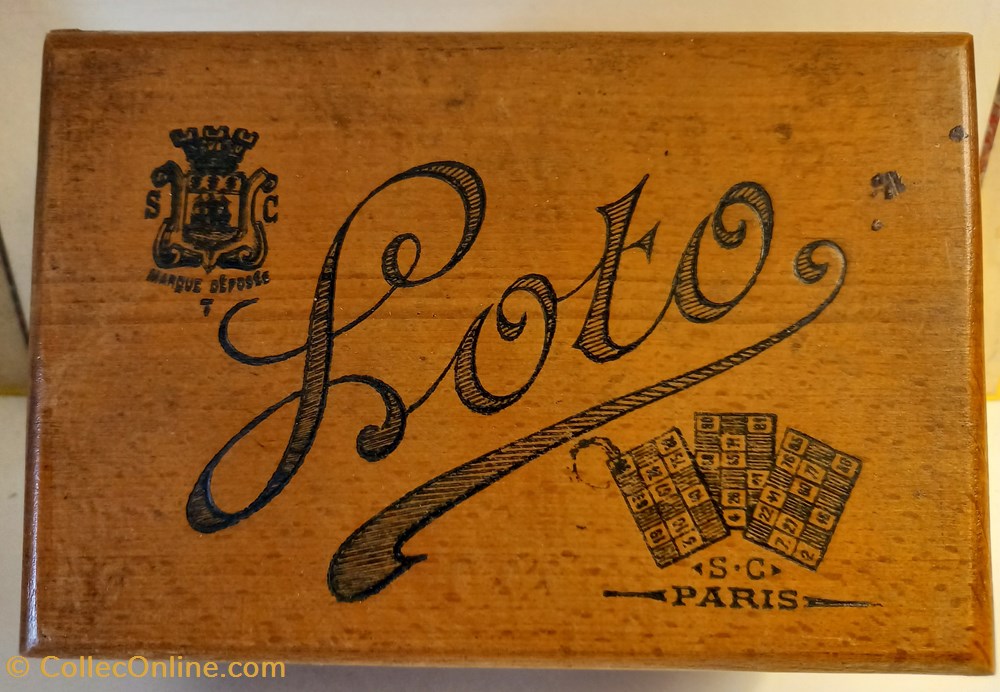 S C
MARQUE DÉPOSÉE
T
Loto
S · C
PARIS
© CollecOnline.com